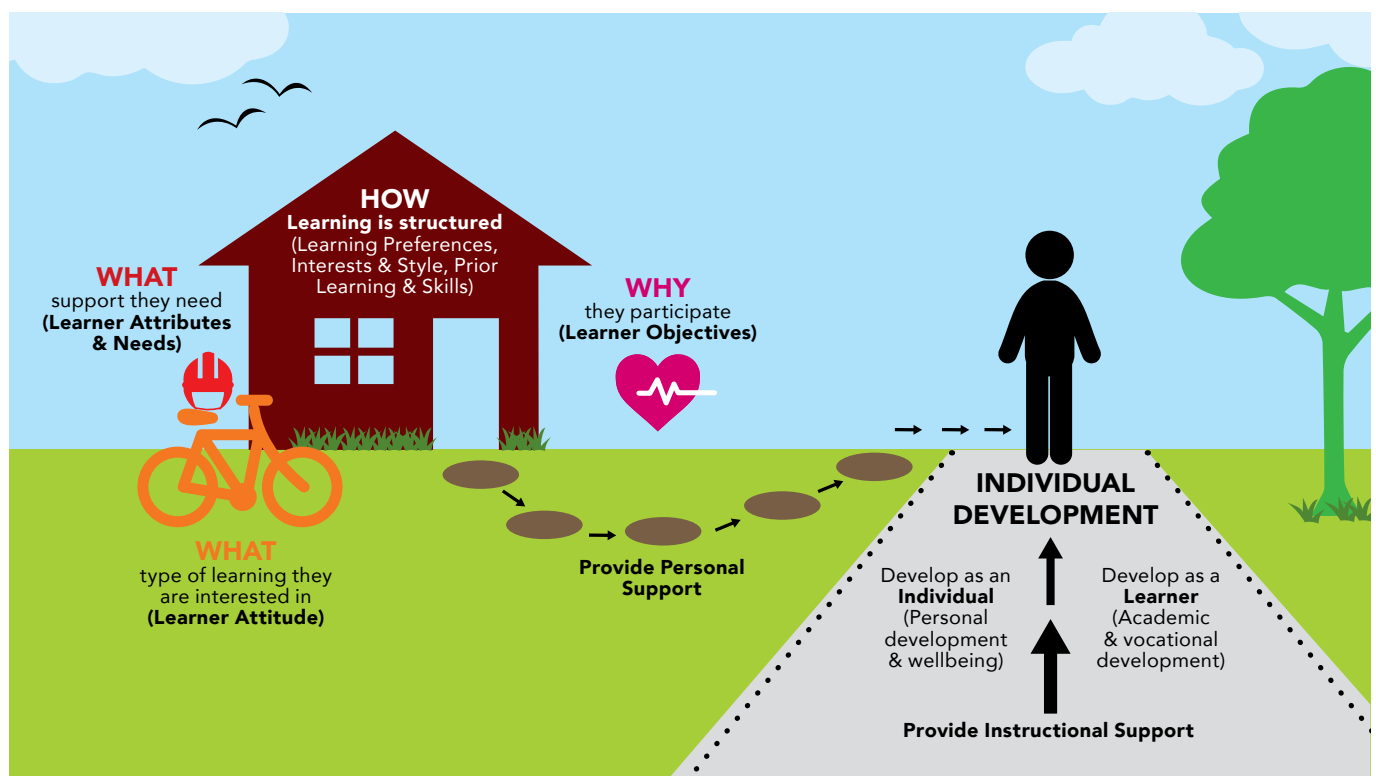 HOW
Learning is structured
(Learning Preferences,
Interests & Style, Prior
Learning & Skills)
WHAT
support they need
(Learner Attributes
& Needs)
WHY
they participate
(Learner Objectives)
WHAT
type of learning they
are interested in
(Learner Attitude)
Provide Personal
Support
INDIVIDUAL
DEVELOPMENT
Develop as an
Individual
(Personal
development
& wellbeing)
Develop as a
Learner
(Academic
& vocational
development)
Provide Instructional Support